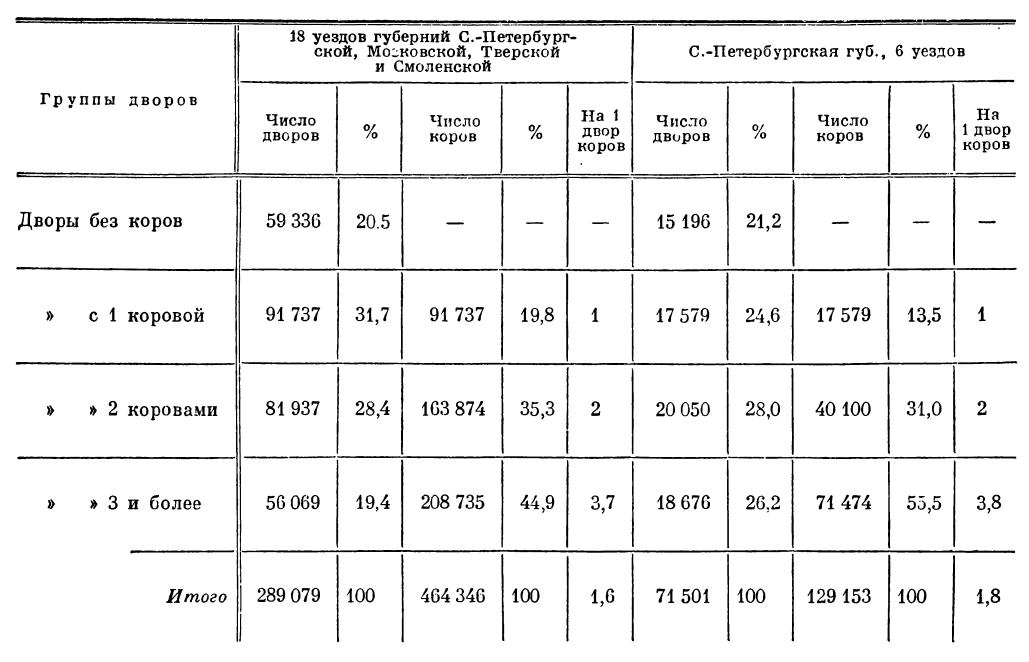 Группы дворов
18 уездов губерний С.-Петербург-
ской, Московской, Тверской
и Смоленской
С.-Петербургская губ., 6 уездов
Число дворов % Число коров % На 1 двор коров Число дворов % Число коров % На 1 двор коров
Дворы без коров 59 336 20.5 — — — 15 196 21,2 — — —
» с 1 коровой 91 737 31,7 91 737 19,8 1 17 579 24,6 17 579 13,5 1
» » 2 коровами 81 937 28,4 163 874 35,3 2 20 050 28,0 40 100 31,0 2
» » 3 и более 56 069 19,4 208 735 44,9 3,7 18 676 26,2 71 474 55,5 3,8
Итого 289 079 100 464 346 100 1,6 71 501 100 129 153 100 1,8